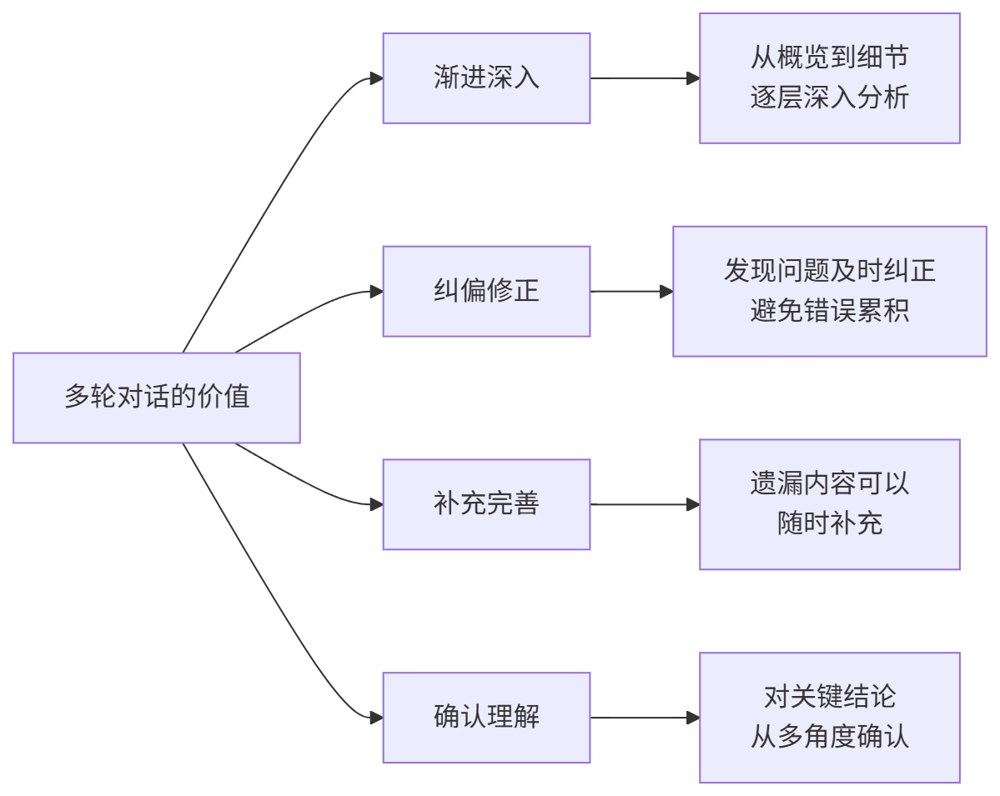 渐进深入
从概览到细节
逐层深入分析
纠偏修正
发现问题及时纠正
避免错误累积
多轮对话的价值
补充完善
遗漏内容可以
随时补充
确认理解
对关键结论
从多角度确认